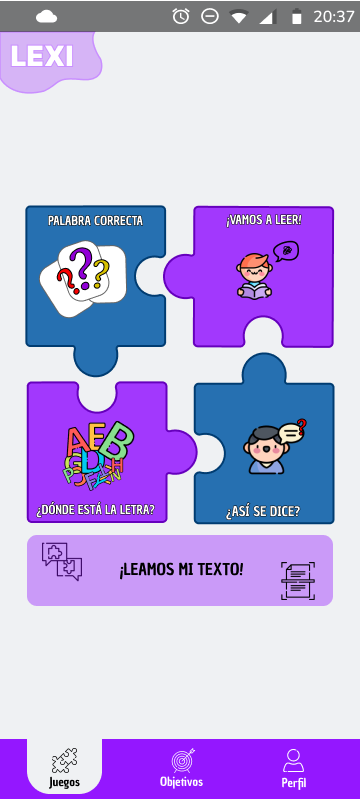 20:37
LEXI
PALABRA CORRECTA
¡VAMOS A LEER!
¿DÓNDE ESTÁ LA LETRA?
¿ASÍ SE DICE?
¡LEAMOS MI TEXTO!
Juegos
Objetivos
Perfil